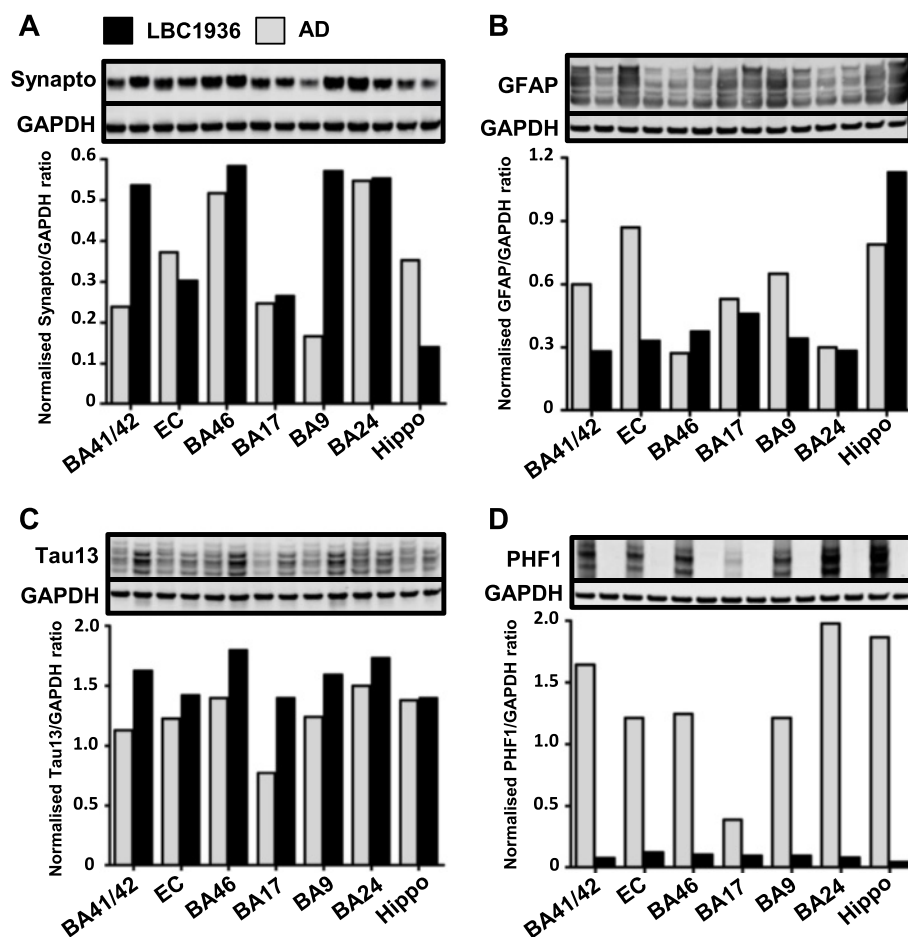 A LBC1936 AD
Synapto
GAPDH
Normalised Synapto/GAPDH ratio
0.6
0.5
0.4
0.3
0.2
0.1
0
BA41/42 EC BA46 BA17 BA9 BA24 Hippo
B
GFAP
GAPDH
Normalised GFAP/GAPDH ratio
1.2
0.9
0.6
0.3
0
BA41/42 EC BA46 BA17 BA9 BA24 Hippo
C
Tau13
GAPDH
Normalised Tau13/GAPDH ratio
2.0
1.5
1.0
0.5
0
BA41/42 EC BA46 BA17 BA9 BA24 Hippo
D
PHF1
GAPDH
Normalised PHF1/GAPDH ratio
2.0
1.5
1.0
0.5
0
BA41/42 EC BA46 BA17 BA9 BA24 Hippo